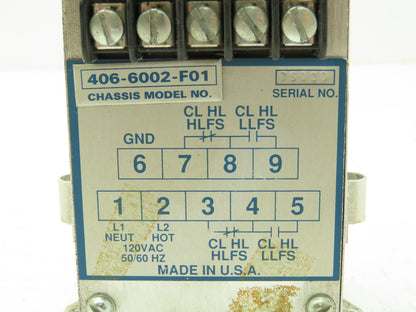 406-6002-F01
CHASSIS MODEL NO. SERIAL NO.
CL HL CL HL
GND HLFS LLFS
6 7 8 9
1 2 3 4 5
L1 L2
NEUT HOT CL HL CL HL
120VAC HLFS LLFS
50/60 HZ
MADE IN U.S.A.